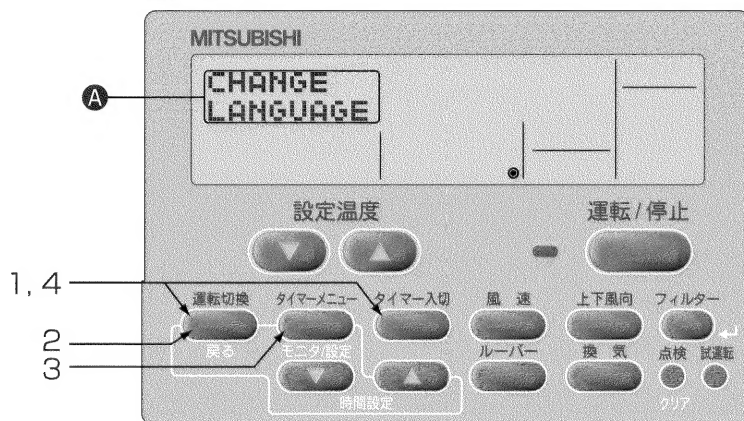 MITSUBISHI
A
CHANGE
LANGUAGE
設定温度
運転/停止
1, 4
運転切換
タイマーメニュー
タイマー入切
風 速
上下風向
フィルター
2
戻る
モニタ/設定
ルーバー
換 気
点検
試運転
3
時間設定
クリア